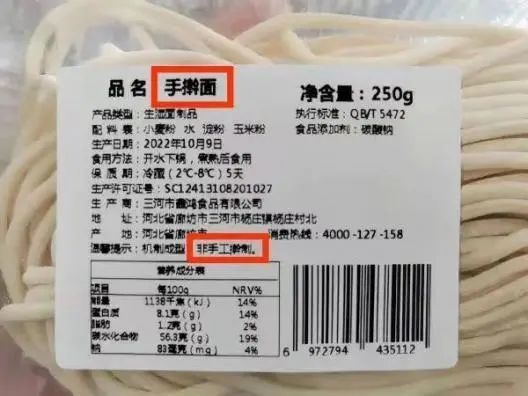 品 名 手擀面
净含量：250g
产品类型：生湿面制品
执行标准：QB/T 5472
配 料 表：小麦粉 水 淀粉 玉米粉
食品添加剂：碳酸钠
生产日期：2022年10月9日
食用方法：开水下锅，煮熟后食用
保 质 期：冷藏（2℃-8℃）5天
生产许可证号：SC12413108201027
生 产 商：三河市鑫鸿食品有限公司
地 址：河北省廊坊市三河市杨庄镇杨庄村北
产 地：河北省廊坊市
消费热线：4000-127-158
温馨提示：机制成型 非手工擀制。
营养成分表
项目 每100g NRV%
能量 1138千焦（kJ） 14%
蛋白质 8.1克（g） 14%
脂肪 1.2克（g） 2%
碳水化合物 56.3克（g） 19%
钠 83毫克（mg） 4%
6 972794 435112